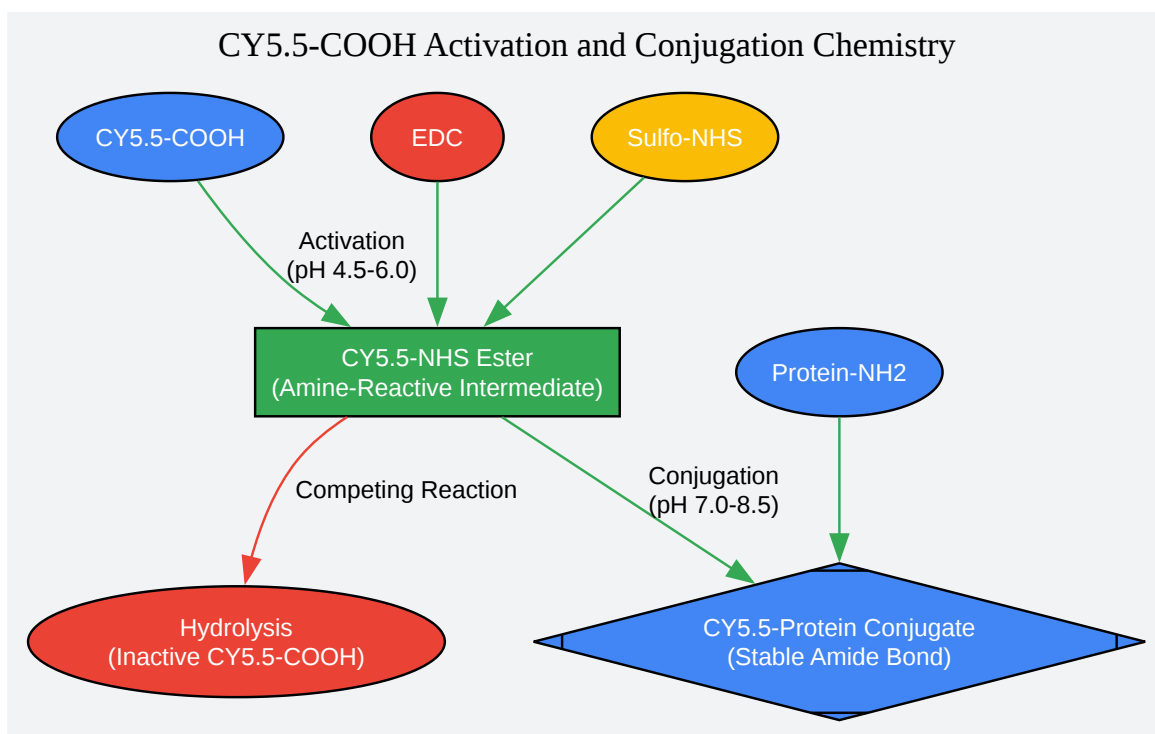 CY5.5-COOH Activation and Conjugation Chemistry
CY5.5-COOH
EDC
Sulfo-NHS
Activation
(pH 4.5-6.0)
CY5.5-NHS Ester
(Amine-Reactive Intermediate)
Protein-NH2
Competing Reaction
Conjugation
(pH 7.0-8.5)
Hydrolysis
(Inactive CY5.5-COOH)
CY5.5-Protein Conjugate
(Stable Amide Bond)